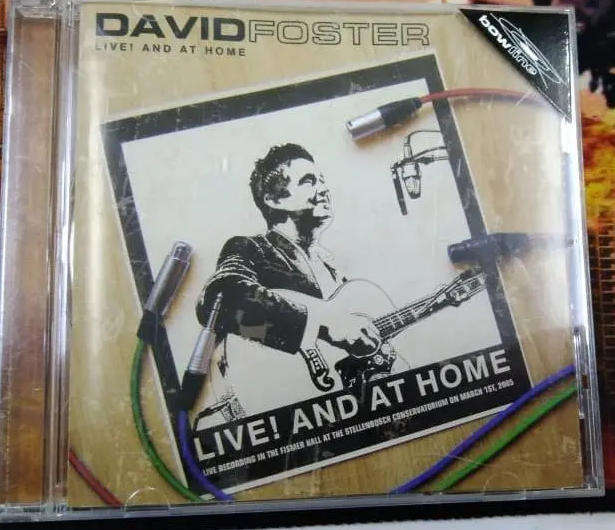 DAVIDFOSTER
LIVE! AND AT HOME
bowline
LIVE! AND AT HOME
LIVE RECORDING IN THE FISMER HALL AT THE STELLENBOSCH CONSERVATORIUM ON MARCH 1ST, 2005